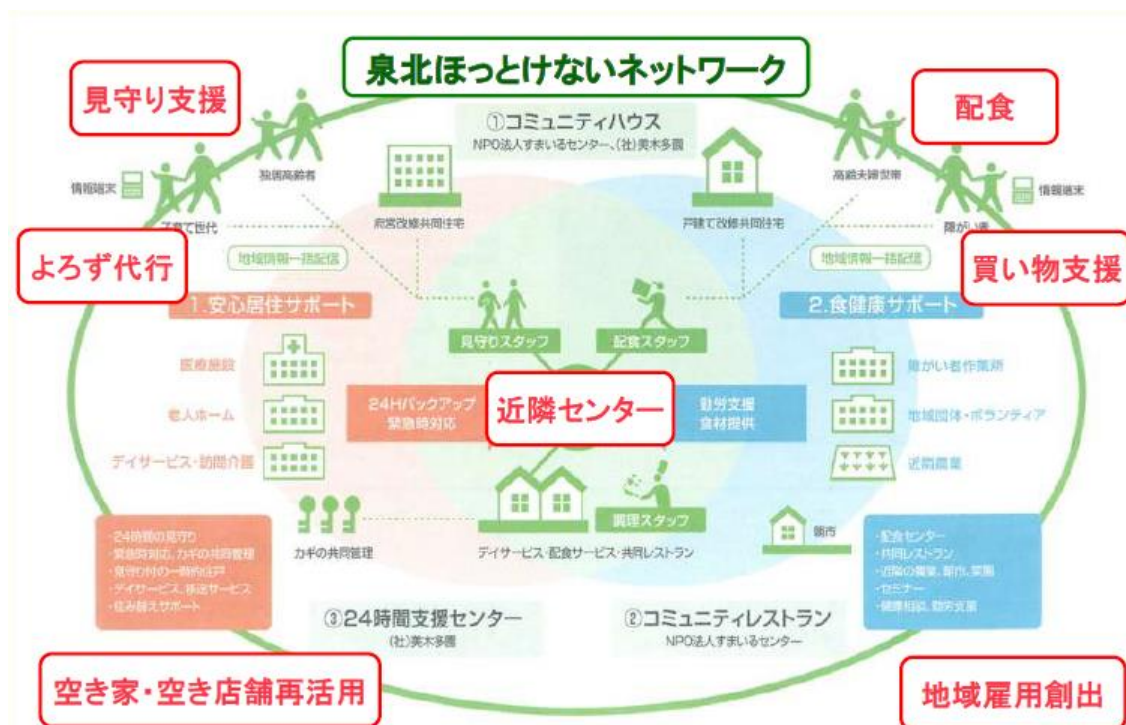 泉北ほっとけないネットワーク
見守り支援
配食
①コミュニティハウス
NPO法人すまいるセンター、(社)美木多園
情報端末
独居高齢者
子育て世代
府営改修共同住宅
戸建て改修共同住宅
高齢夫婦世帯
障がい者
情報端末
よろず代行
地域情報一括配信
地域情報一括配信
買い物支援
1.安心居住サポート
2.食健康サポート
見守りスタッフ
配食スタッフ
医療施設
老人ホーム
デイサービス・訪問介護
24Hバックアップ
緊急時対応
近隣センター
勤労支援
食材提供
障がい者作業所
地域団体・ボランティア
近隣農業
カギの共同管理
調理スタッフ
デイサービス・配食サービス・共同レストラン
朝市
・24時間の見守り
・緊急時対応、カギの共同管理
・見守り付の一時的住戸
・デイサービス、移送サービス
・住み替えサポート
・配食センター
・共同レストラン
・近隣の農業、朝市、菜園
・セミナー
・健康相談、勤労支援
③24時間支援センター
(社)美木多園
②コミュニティレストラン
NPO法人すまいるセンター
空き家・空き店舗再活用
地域雇用創出